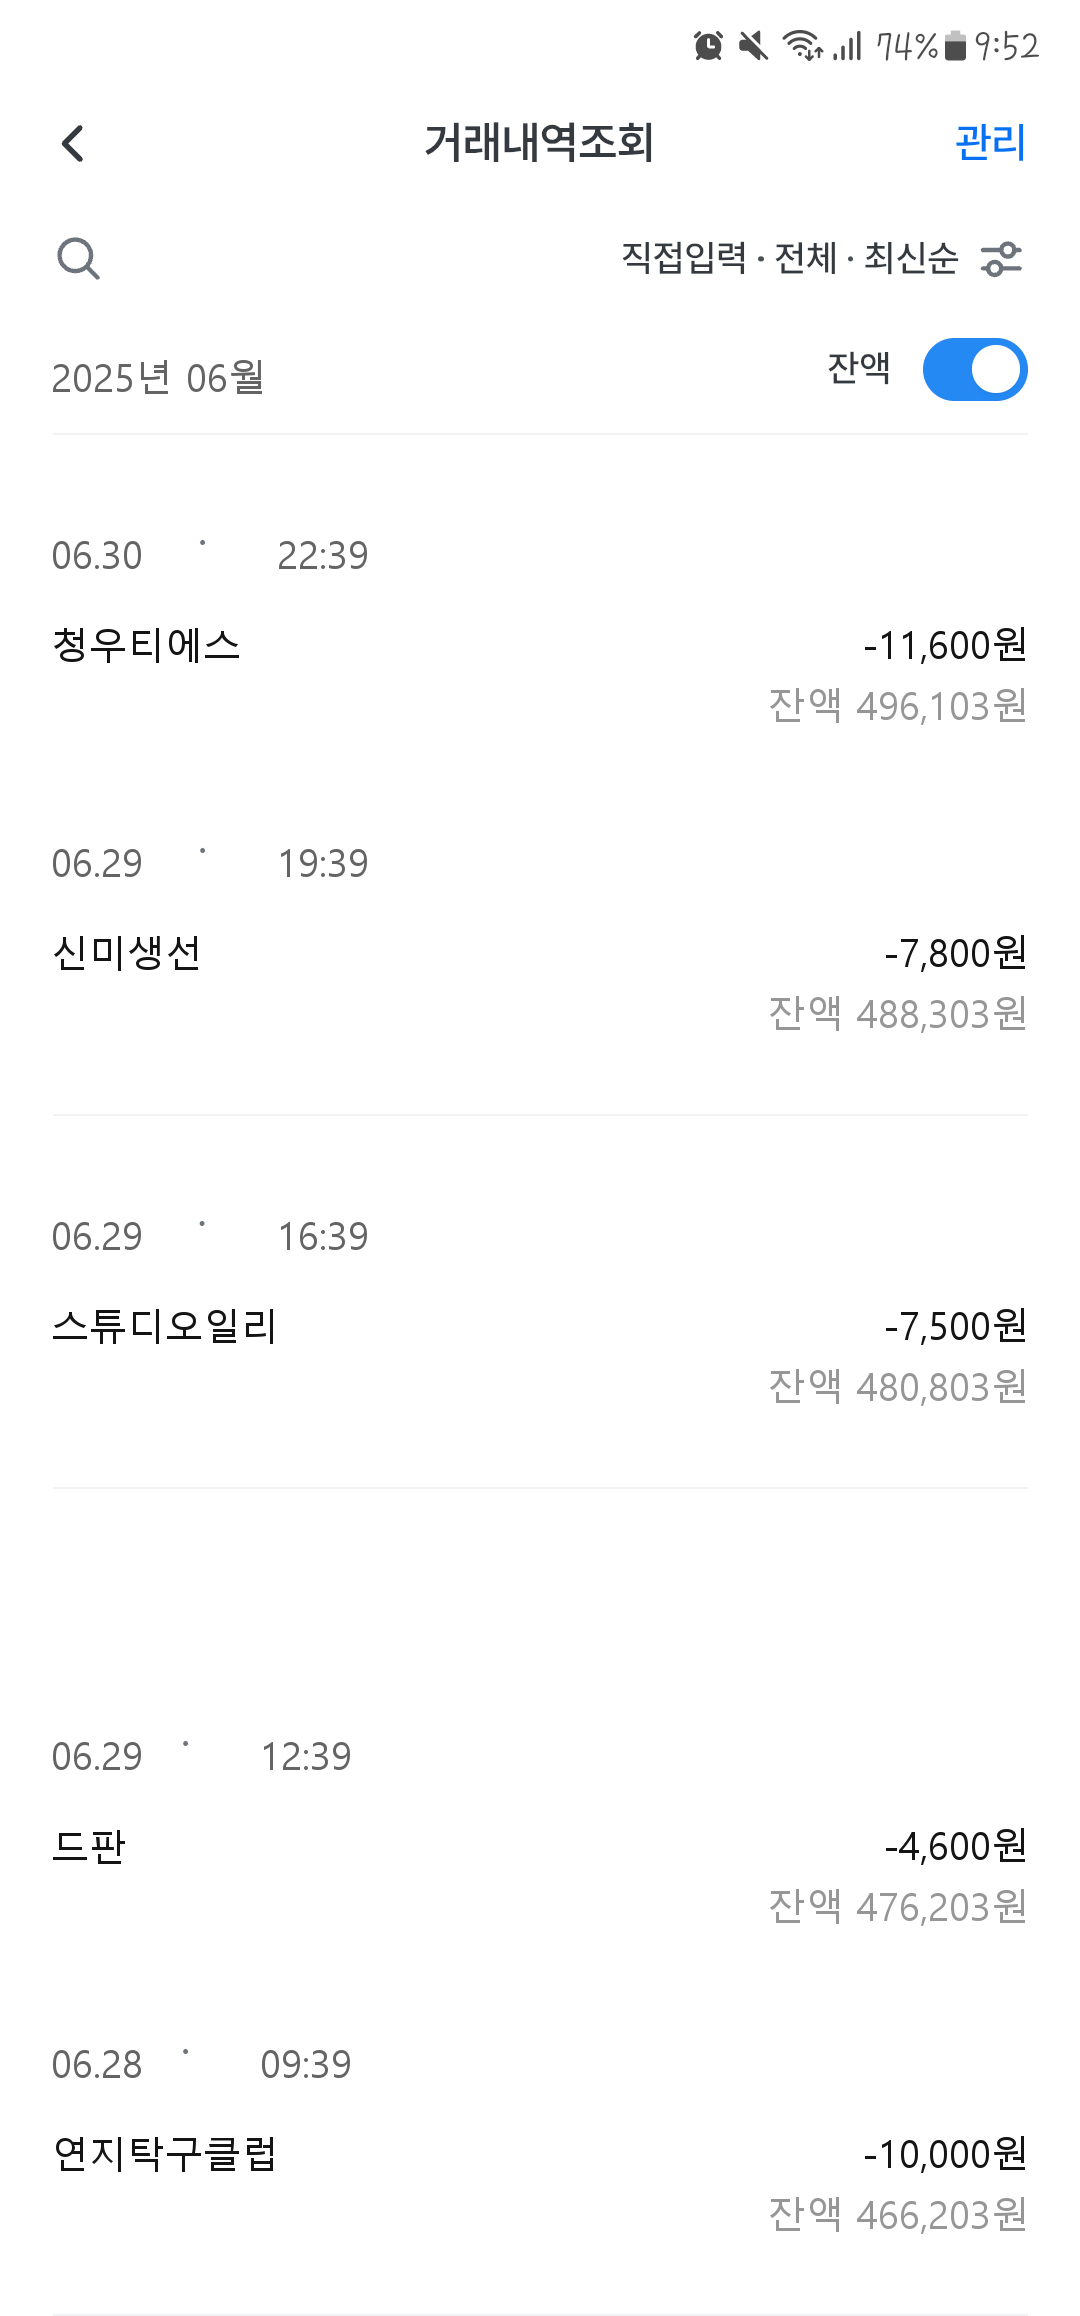 74% 9:52
거래내역조회 관리
직접입력 · 전체 · 최신순
2025년 06월 잔액
06.30 · 22:39
청우티에스 -11,600원
잔액 496,103원
06.29 · 19:39
신미생선 -7,800원
잔액 488,303원
06.29 · 16:39
스튜디오일리 -7,500원
잔액 480,803원
06.29 · 12:39
드판 -4,600원
잔액 476,203원
06.28 · 09:39
연지탁구클럽 -10,000원
잔액 466,203원